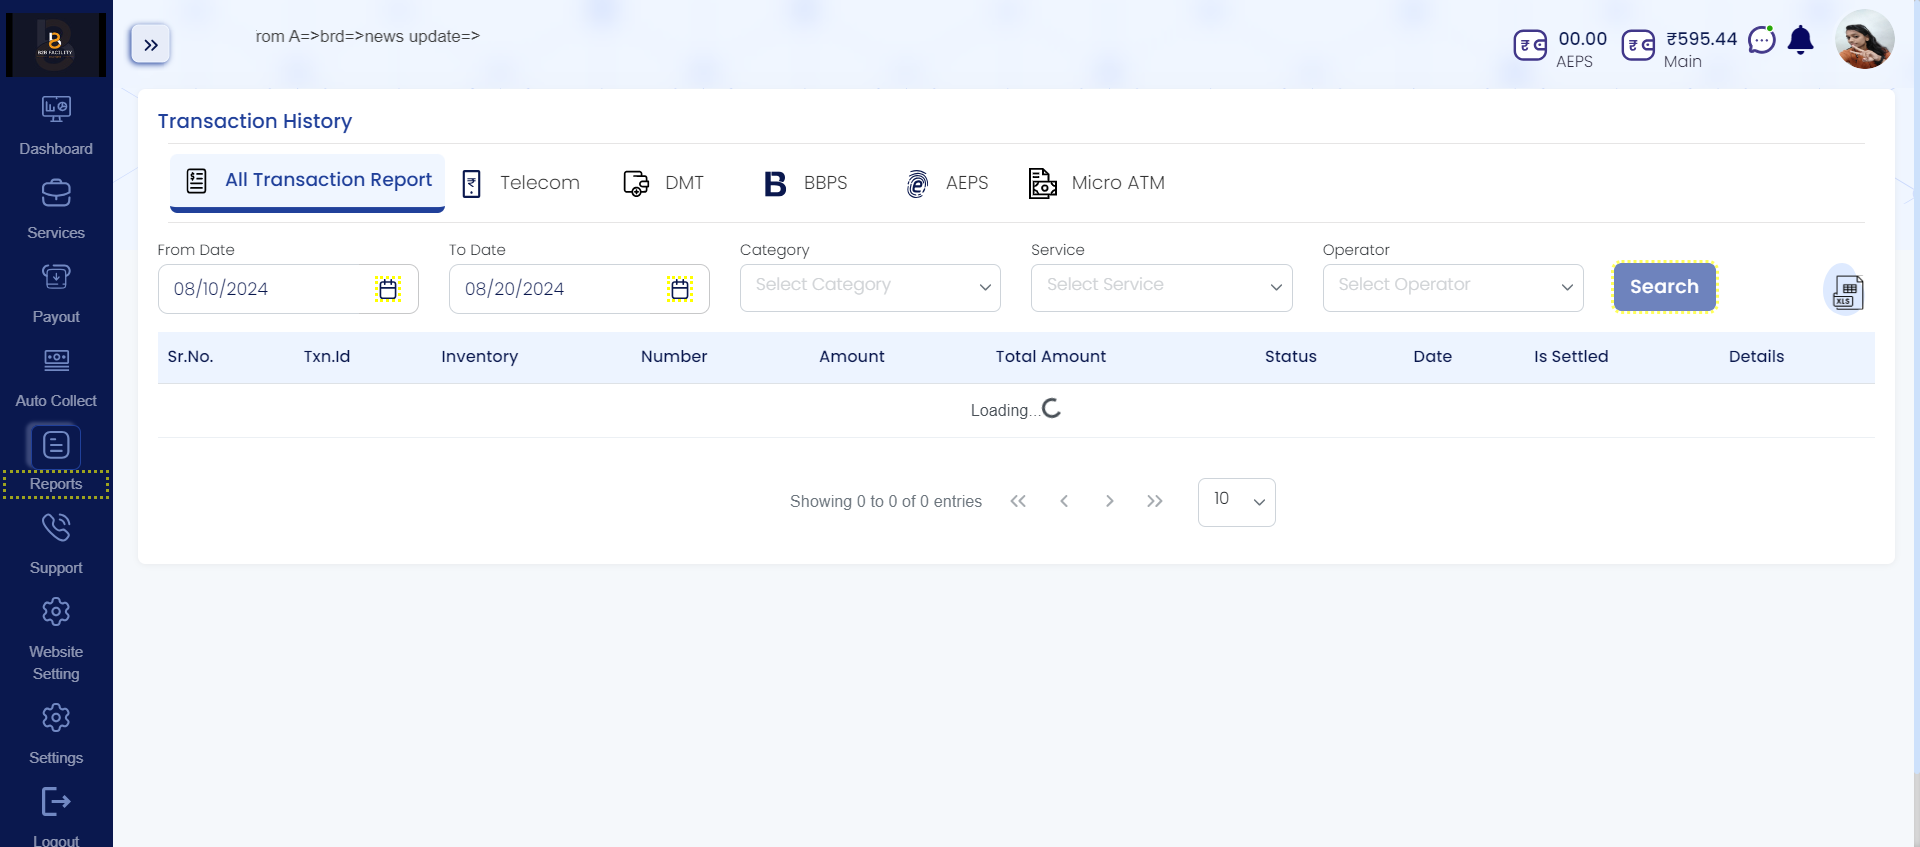 B2B FACILITY
rom A=>brd=>news update=>
00.00
AEPS
₹595.44
Main
Dashboard
Services
Payout
Auto Collect
Reports
Support
Website
Setting
Settings
Logout
Transaction History
All Transaction Report
Telecom
DMT
BBPS
AEPS
Micro ATM
From Date
To Date
Category
Service
Operator
08/10/2024
08/20/2024
Select Category
Select Service
Select Operator
Search
XLS
Sr.No. Txn.Id Inventory Number Amount Total Amount Status Date Is Settled Details
Loading...
Showing 0 to 0 of 0 entries
10